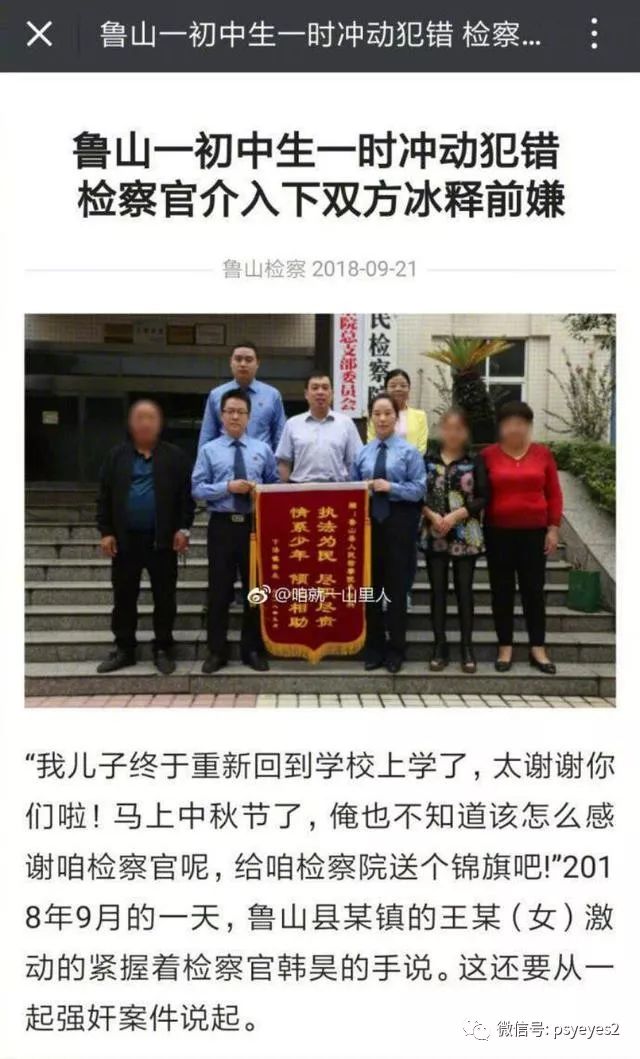 鲁山一初中生一时冲动犯错 检察...
鲁山一初中生一时冲动犯错
检察官介入下双方冰释前嫌
鲁山检察 2018-09-21
民检察院
院总支部委员会
执法为民 尽职尽责
情系少年 倾情相助
@咱就一山里人
“我儿子终于重新回到学校上学了，太谢谢你
们啦！马上中秋节了，俺也不知道该怎么感
谢咱检察官呢，给咱检察院送个锦旗吧!”201
8年9月的一天，鲁山县某镇的王某（女）激
动的紧握着检察官韩昊的手说。这还要从一
起强奸案件说起。
微信号: psyeyes2